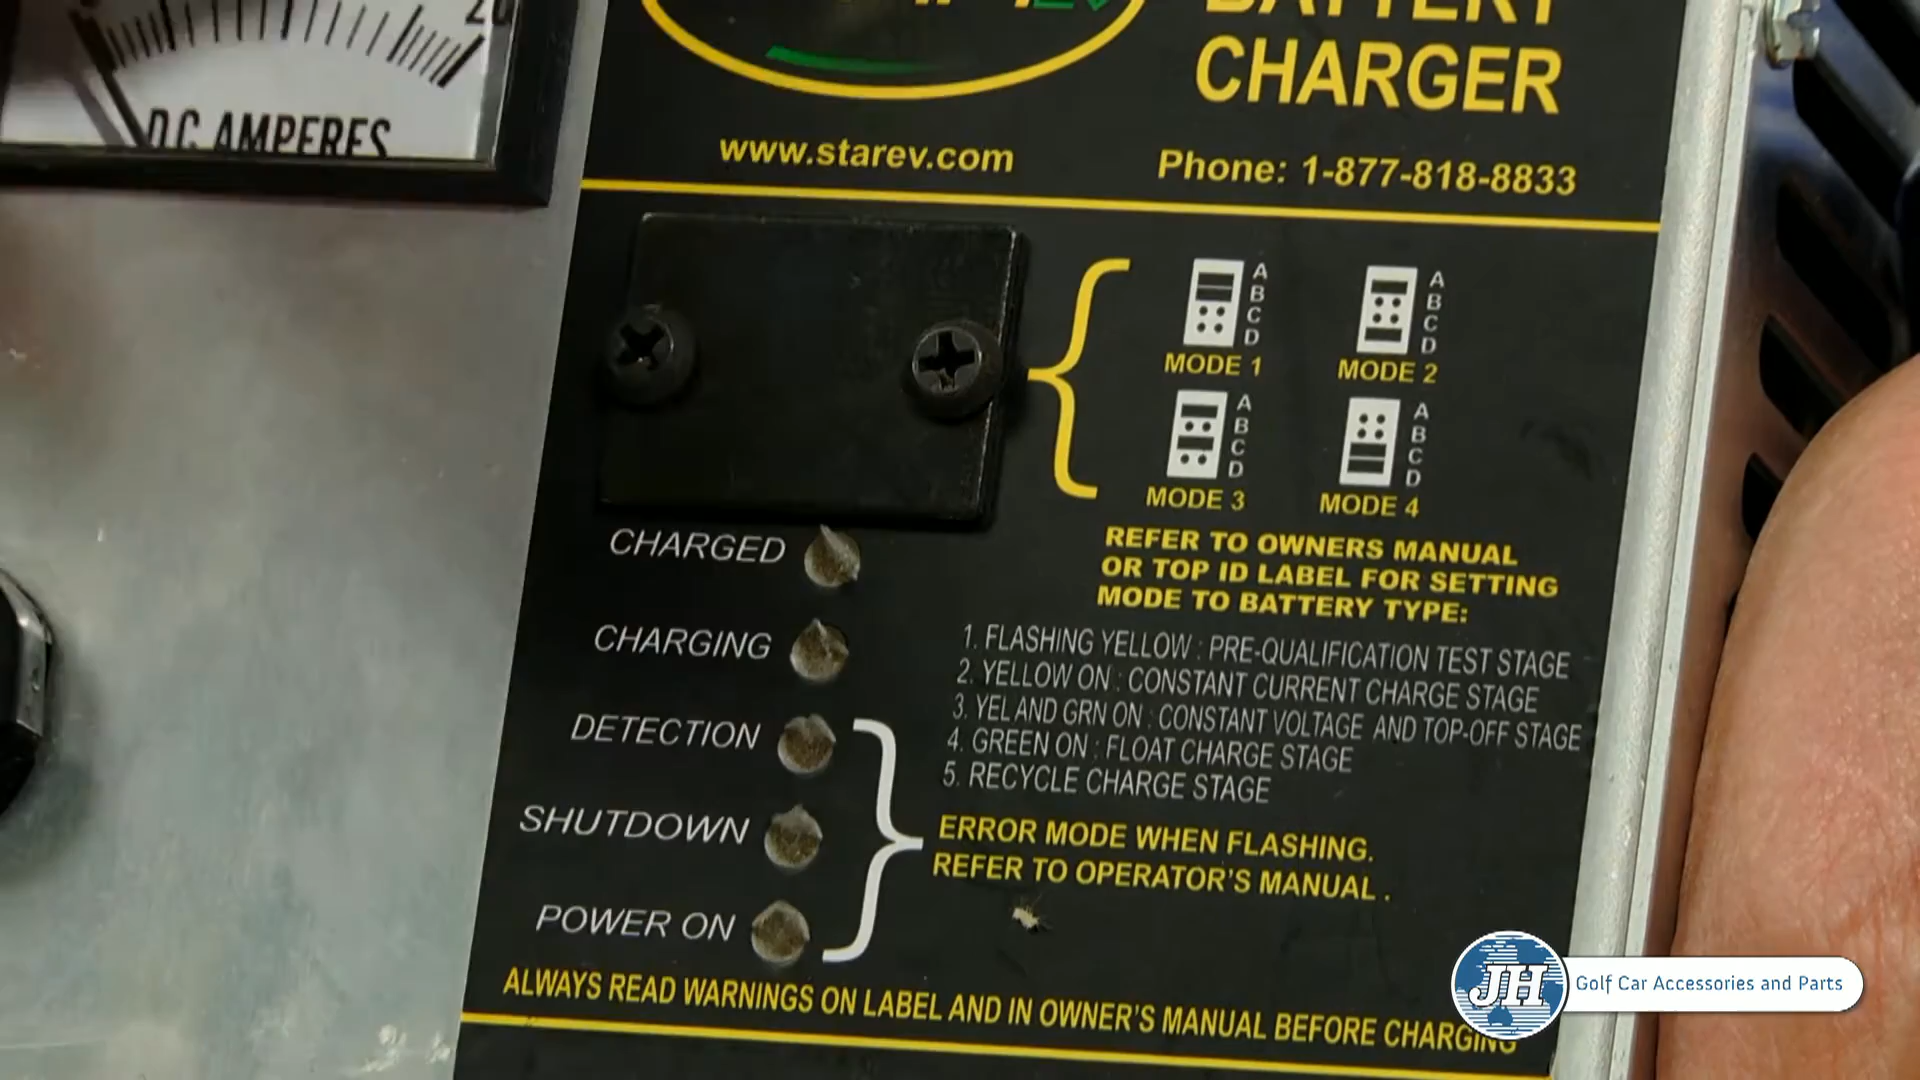 20
D.C. AMPERES
BATTERY
CHARGER
www.starev.com
Phone: 1-877-818-8833
A
B
C
D
MODE 1
A
B
C
D
MODE 2
A
B
C
D
MODE 3
A
B
C
D
MODE 4
REFER TO OWNERS MANUAL
OR TOP ID LABEL FOR SETTING
MODE TO BATTERY TYPE:
CHARGED
CHARGING
DETECTION
SHUTDOWN
POWER ON
1. FLASHING YELLOW : PRE-QUALIFICATION TEST STAGE
2. YELLOW ON : CONSTANT CURRENT CHARGE STAGE
3. YEL AND GRN ON : CONSTANT VOLTAGE AND TOP-OFF STAGE
4. GREEN ON : FLOAT CHARGE STAGE
5. RECYCLE CHARGE STAGE
ERROR MODE WHEN FLASHING.
REFER TO OPERATOR'S MANUAL .
ALWAYS READ WARNINGS ON LABEL AND IN OWNER'S MANUAL BEFORE CHARGING
JH
Golf Car Accessories and Parts